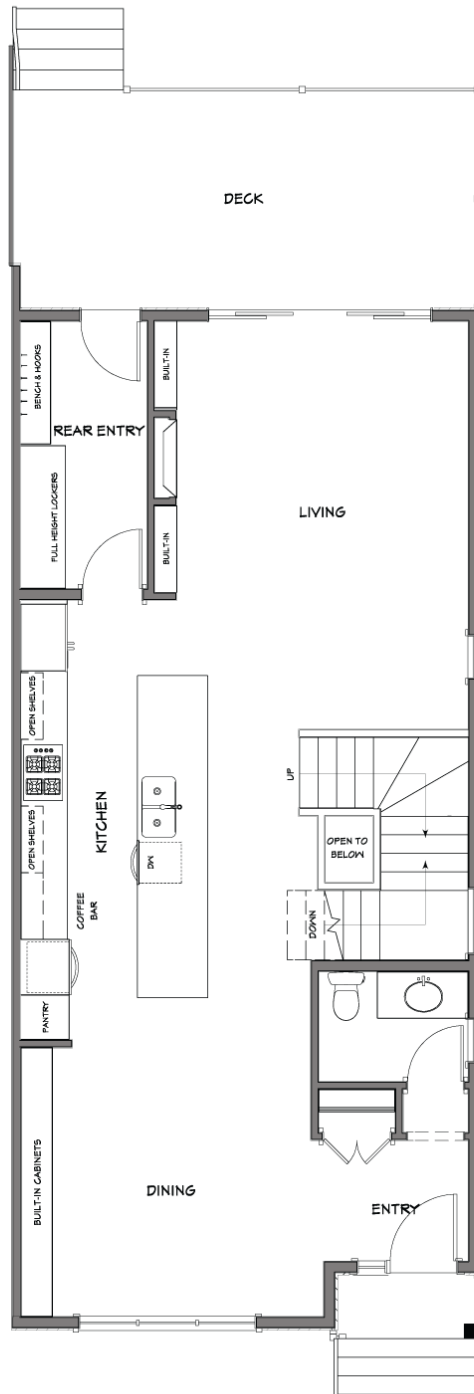 DECK
BENCH & HOOKS
BUILT-IN
REAR ENTRY
FULL HEIGHT LOCKERS
LIVING
BUILT-IN
OPEN SHELVES
UP
KITCHEN
OPEN SHELVES
DW
OPEN TO
BELOW
COFFEE
BAR
DOWN
PANTRY
BUILT-IN CABINETS
DINING
ENTRY